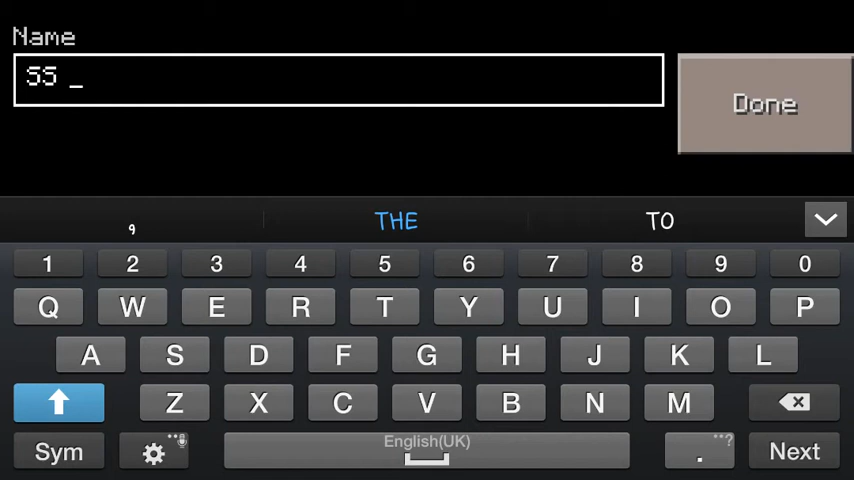 Name
SS _
Done
, THE TO
1 2 3 4 5 6 7 8 9 0
Q W E R T Y U I O P
A S D F G H J K L
Z X C V B N M
Sym English(UK) . ..? Next